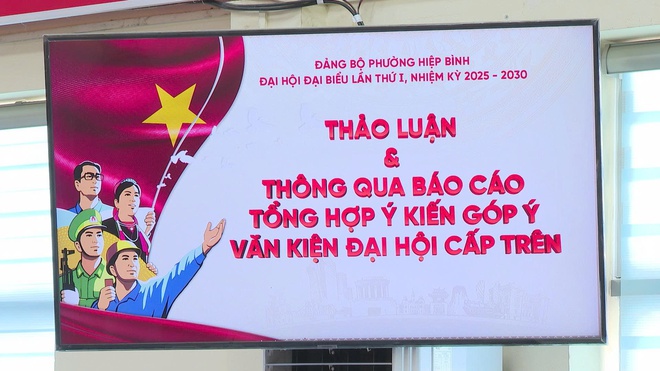 ĐẢNG BỘ PHƯỜNG HIỆP BÌNH
ĐẠI HỘI ĐẠI BIỂU LẦN THỨ I, NHIỆM KỲ 2025 - 2030
THẢO LUẬN
&
THÔNG QUA BÁO CÁO
TỔNG HỢP Ý KIẾN GÓP Ý
VĂN KIỆN ĐẠI HỘI CẤP TRÊN